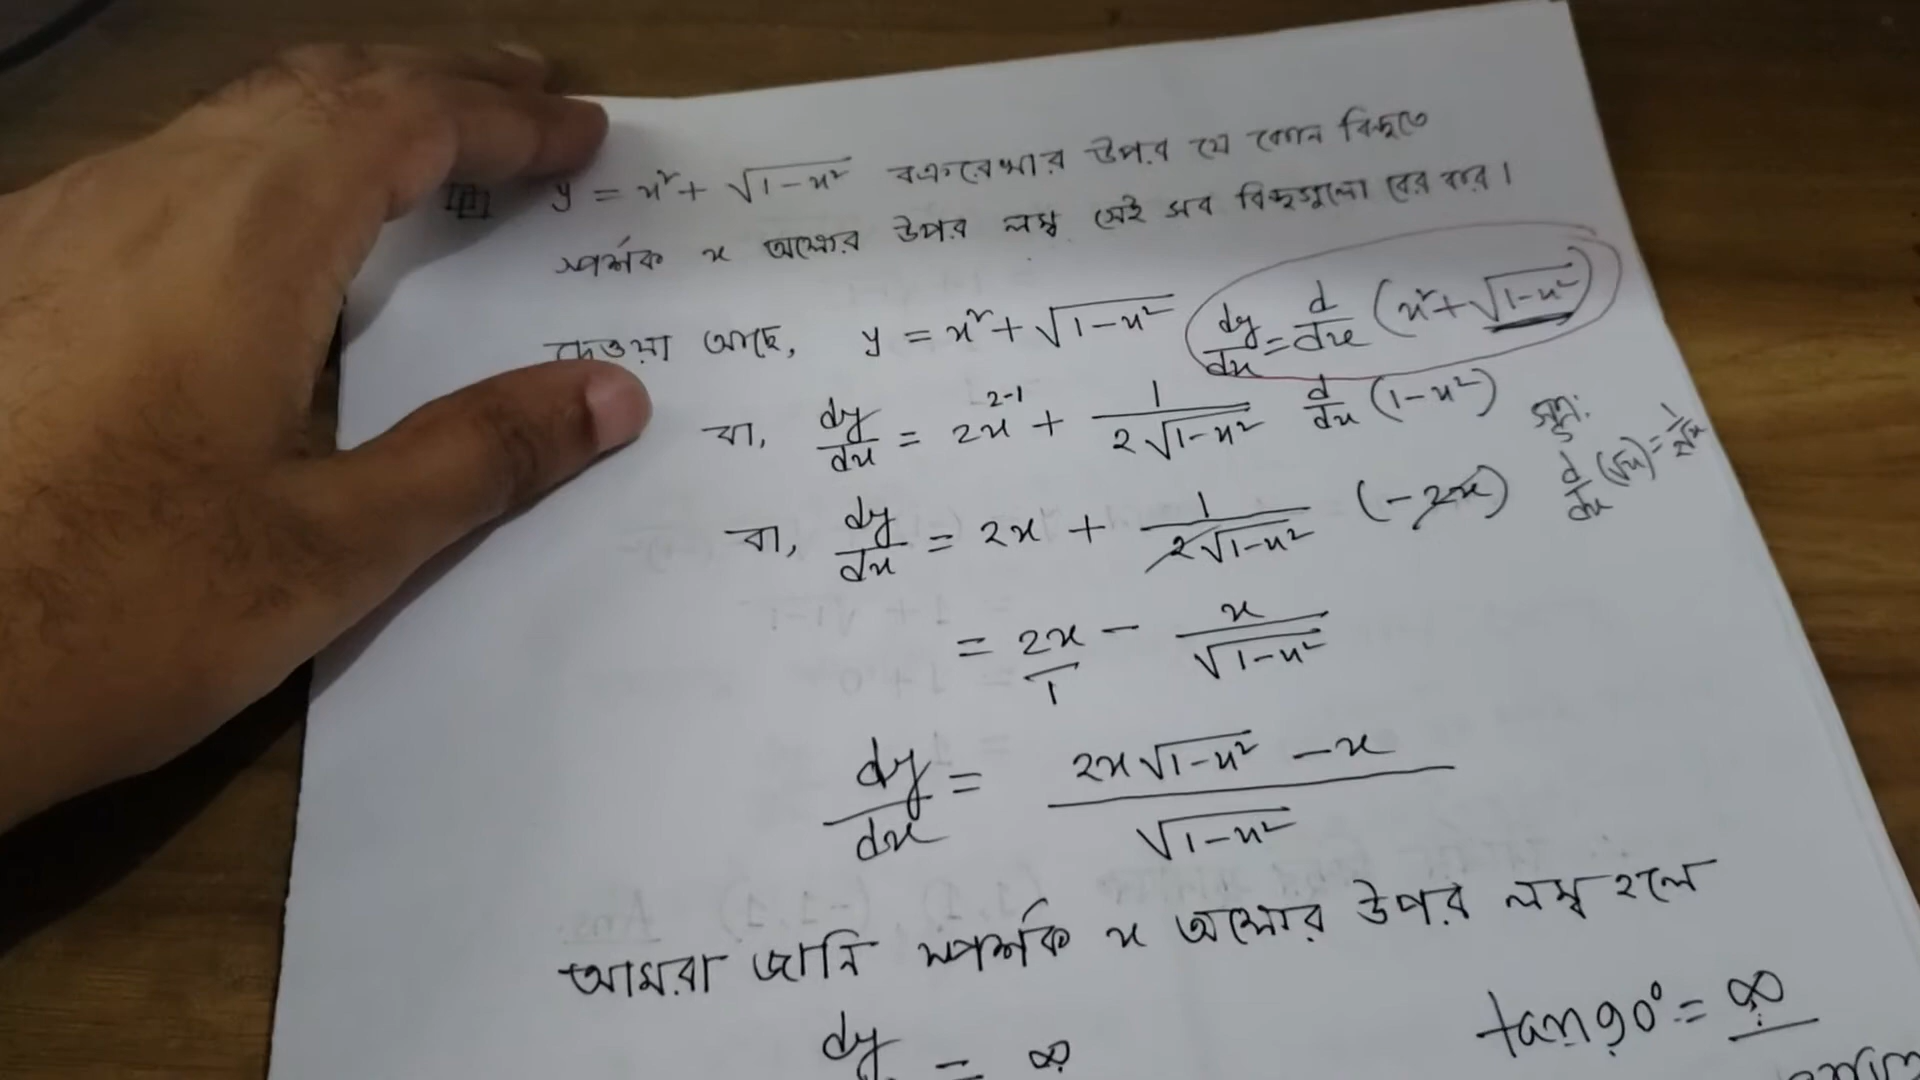 y = x² + √1-x² বক্ররেখার উপর যে কোন বিন্দুতে
স্পর্শক x অক্ষের উপর লম্ব সেই সব বিন্দুগুলো বের কর।
দেওয়া আছে, y = x² + √1-x² dy/dx = d/dx (x² + √1-x²)
বা, dy/dx = 2x²⁻¹ + 1/2√1-x² d/dx (1-x²)
সূত্র: d/dx (√x) = 1/2√x
বা, dy/dx = 2x + 1/2√1-x² (-2x)
= 2x/1 - x/√1-x²
dy/dx = 2x√1-x² - x/√1-x²
আমরা জানি স্পর্শক x অক্ষের উপর লম্ব হলে
dy = ∞ tan90° = ∞